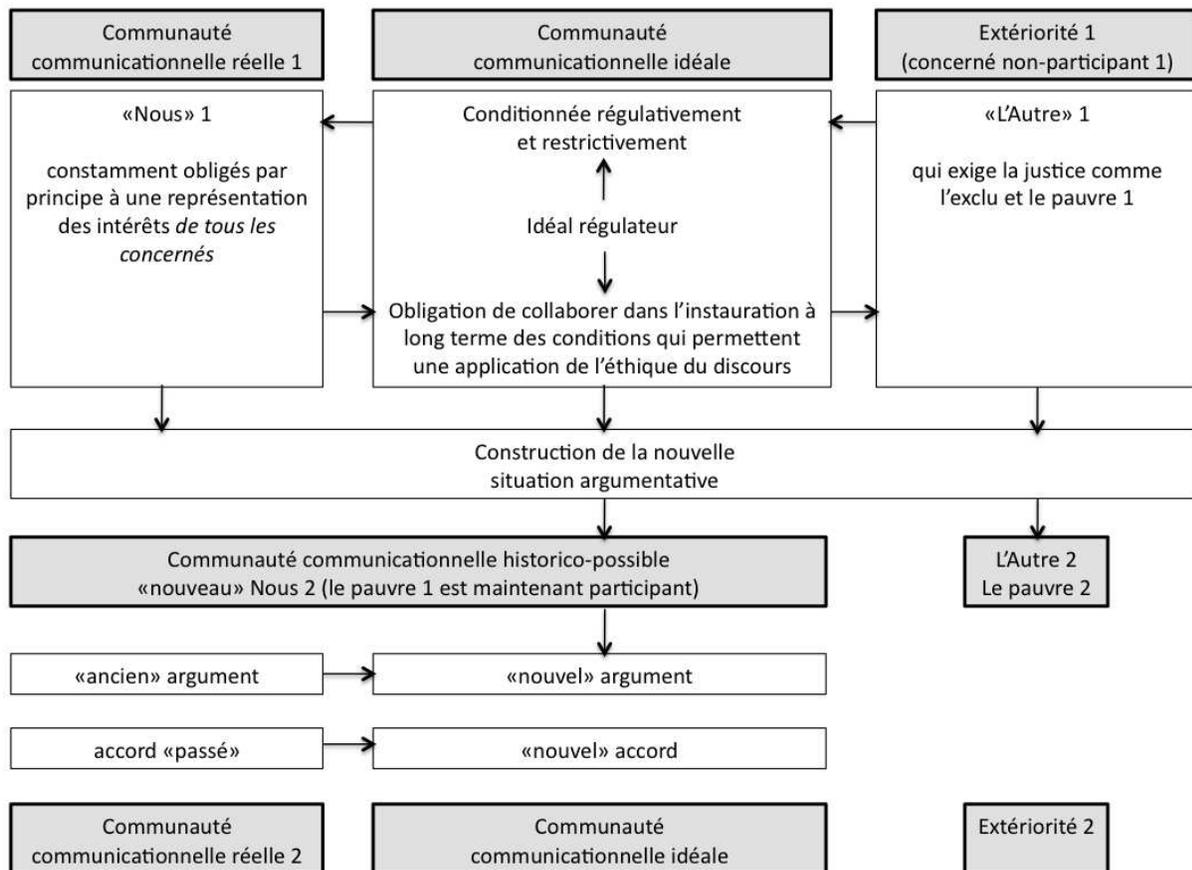 Communauté
communicationnelle réelle 1
Communauté
communicationnelle idéale
Extériorité 1
(concerné non-participant 1)
«Nous» 1
constamment obligés par
principe à une représentation
des intérêts de tous les
concernés
Conditionnée régulativement
et restrictivement
Idéal régulateur
Obligation de collaborer dans l’instauration à
long terme des conditions qui permettent
une application de l’éthique du discours
«L’Autre» 1
qui exige la justice comme
l’exclu et le pauvre 1
Construction de la nouvelle
situation argumentative
Communauté communicationnelle historico-possible
«nouveau» Nous 2 (le pauvre 1 est maintenant participant)
L’Autre 2
Le pauvre 2
«ancien» argument
«nouvel» argument
accord «passé»
«nouvel» accord
Communauté
communicationnelle réelle 2
Communauté
communicationnelle idéale
Extériorité 2